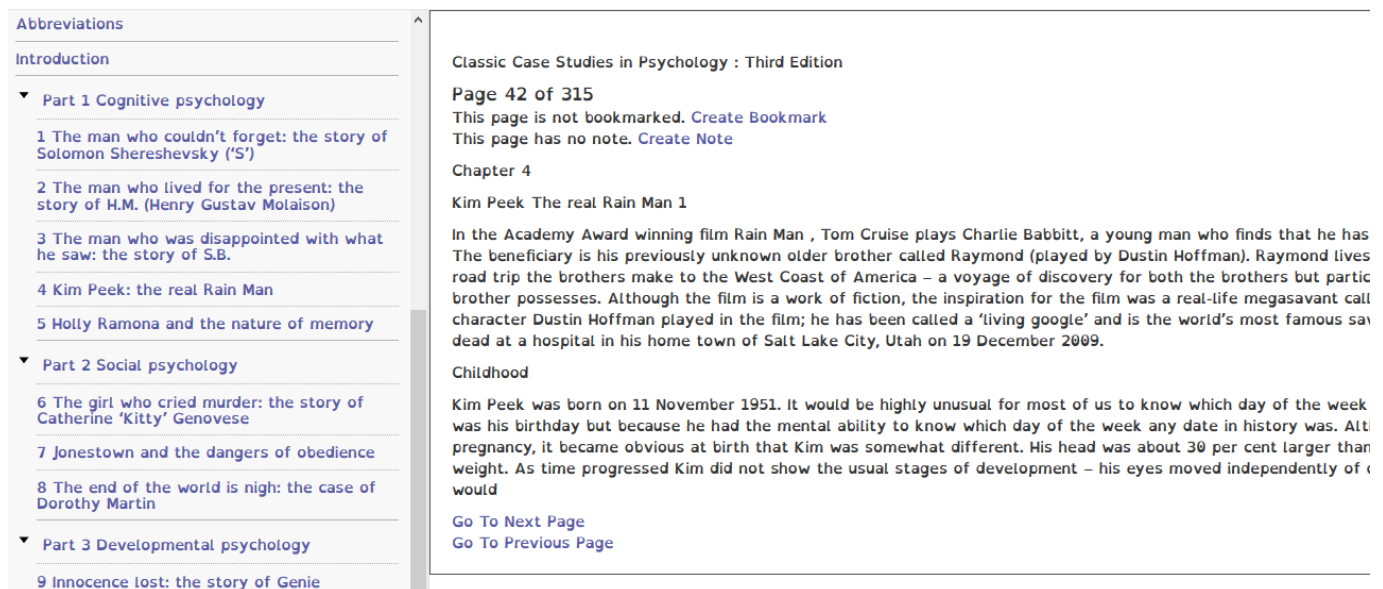 Abbreviations
Introduction
Part 1 Cognitive psychology
1 The man who couldn't forget: the story of
Solomon Shereshevsky ('S')
2 The man who lived for the present: the
story of H.M. (Henry Gustav Molaison)
3 The man who was disappointed with what
he saw: the story of S.B.
4 Kim Peek: the real Rain Man
5 Holly Ramona and the nature of memory
Part 2 Social psychology
6 The girl who cried murder: the story of
Catherine 'Kitty' Genovese
7 Jonestown and the dangers of obedience
8 The end of the world is nigh: the case of
Dorothy Martin
Part 3 Developmental psychology
9 Innocence lost: the story of Genie
Classic Case Studies in Psychology : Third Edition
Page 42 of 315
This page is not bookmarked. Create Bookmark
This page has no note. Create Note
Chapter 4
Kim Peek The real Rain Man 1
In the Academy Award winning film Rain Man , Tom Cruise plays Charlie Babbitt, a young man who finds that he has
The beneficiary is his previously unknown older brother called Raymond (played by Dustin Hoffman). Raymond lives
road trip the brothers make to the West Coast of America – a voyage of discovery for both the brothers but
brother possesses. Although the film is a work of fiction, the inspiration for the film was a real-life megasavant
character Dustin Hoffman played in the film; he has been called a 'living google' and is the world's most famous
dead at a hospital in his home town of Salt Lake City, Utah on 19 December 2009.
Childhood
Kim Peek was born on 11 November 1951. It would be highly unusual for most of us to know which day of the week
was his birthday but because he had the mental ability to know which day of the week any date in history was.
pregnancy, it became obvious at birth that Kim was somewhat different. His head was about 30 per cent larger than
weight. As time progressed Kim did not show the usual stages of development – his eyes moved independently of
would
Go To Next Page
Go To Previous Page